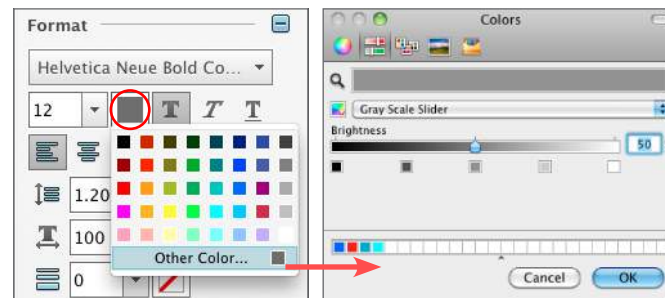 Format
Helvetica Neue Bold Co...
12
T T T
1.20
100
Other Color...
0
Colors
Gray Scale Slider
Brightness
50
Cancel OK